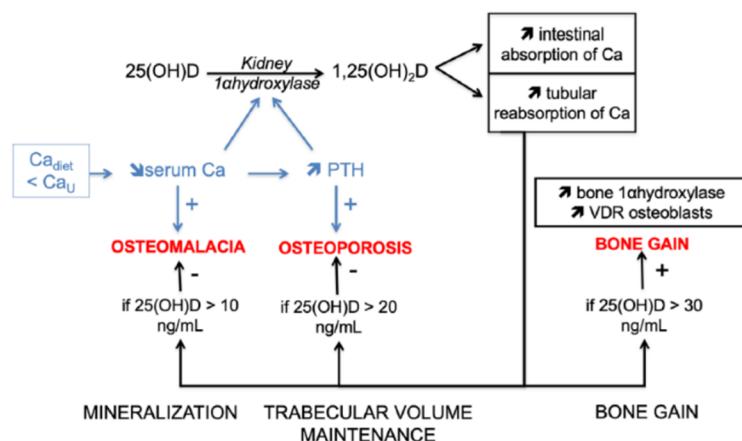 ↗ intestinal
absorption of Ca
25(OH)D
Kidney
1αhydroxylase
1,25(OH)₂D
↗ tubular
reabsorption of Ca
Ca_diet
< Ca_U
↘serum Ca
↗ PTH
↗ bone 1αhydroxylase
↗ VDR osteoblasts
+
+
OSTEOMALACIA
OSTEOPOROSIS
BONE GAIN
-
-
+
if 25(OH)D > 10
ng/mL
if 25(OH)D > 20
ng/mL
if 25(OH)D > 30
ng/mL
MINERALIZATION
TRABECULAR VOLUME
MAINTENANCE
BONE GAIN